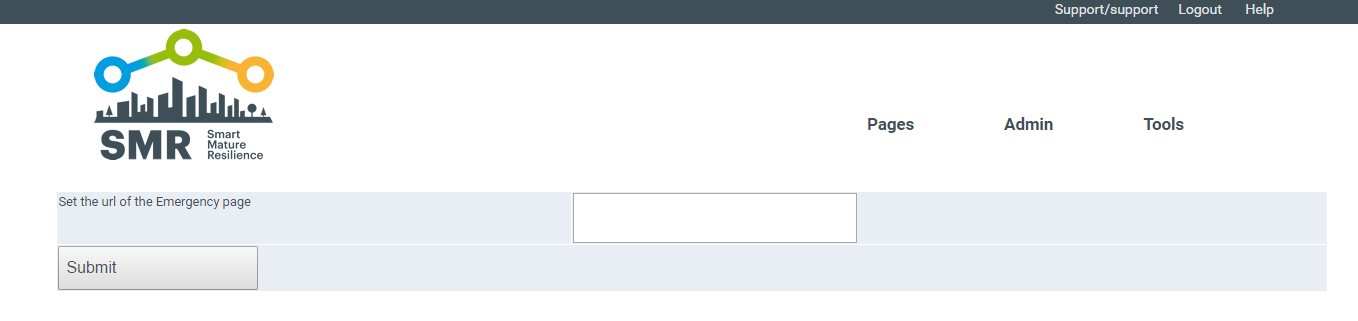 Support/support Logout Help
SMR
Smart
Mature
Resilience
Pages Admin Tools
Set the url of the Emergency page
Submit